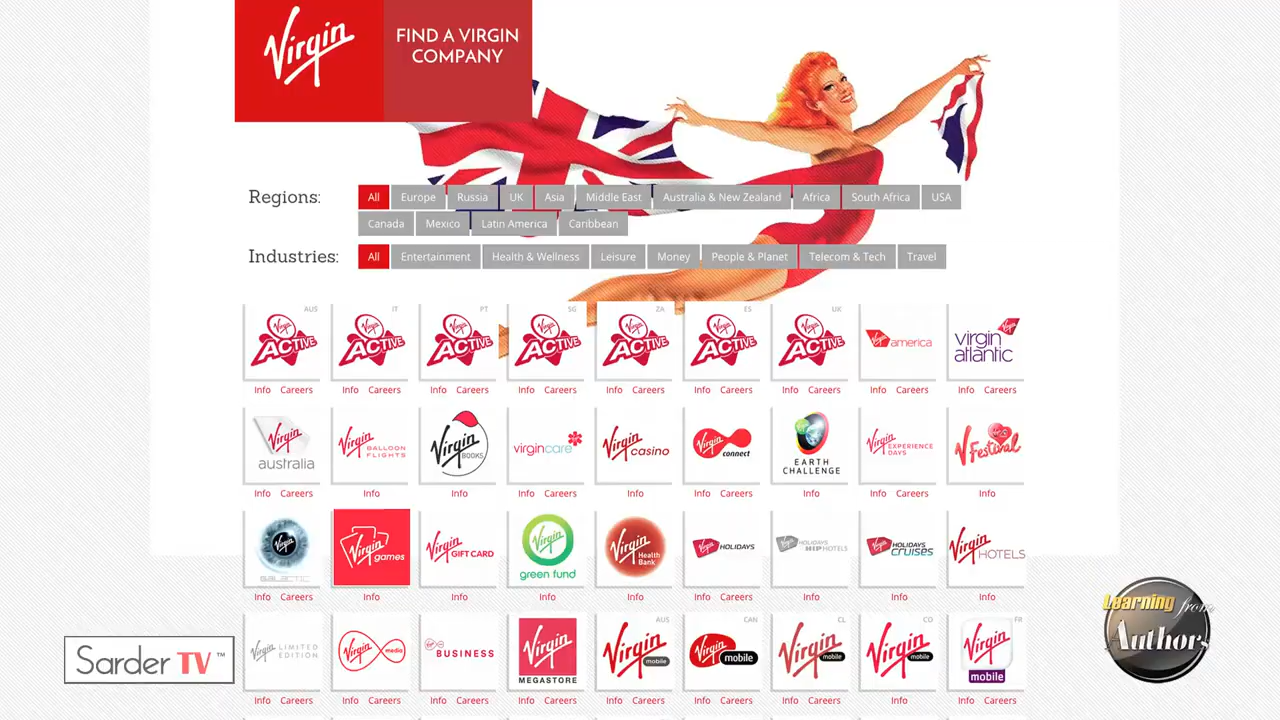 Virgin
FIND A VIRGIN
COMPANY
Regions:
All Europe Russia UK Asia Middle East Australia & New Zealand Africa South Africa USA
Canada Mexico Latin America Caribbean
Industries:
All Entertainment Health & Wellness Leisure Money People & Planet Telecom & Tech Travel
AUS IT PT SG ZA ES UK
Virgin ACTIVE Virgin ACTIVE Virgin ACTIVE Virgin ACTIVE Virgin ACTIVE Virgin ACTIVE Virgin ACTIVE america virgin atlantic
Info Careers Info Careers Info Careers Info Careers Info Careers Info Careers Info Careers Info Careers Info Careers
Virgin australia Virgin BALLOON FLIGHTS Virgin BOOKS virgincare Virgin casino Virgin connect EARTH CHALLENGE Virgin EXPERIENCE DAYS V Festival
Info Careers Info Info Info Careers Info Info Careers Info Info Careers Info
Virgin GALACTIC Virgin games Virgin GIFT CARD Virgin green fund Virgin Health Bank HOLIDAYS HOLIDAYS HIP HOTELS HOLIDAYS CRUISES Virgin HOTELS
Info Careers Info Info Info Info Info Careers Info Info Info
AUS CAN CL CO FR
Virgin LIMITED EDITION Virgin media BUSINESS Virgin MEGASTORE Virgin mobile Virgin mobile Virgin mobile Virgin mobile Virgin mobile
Info Careers Info Careers Info Careers Info Careers Info Careers Info Careers Info Careers Info Info Careers
Sarder TV™
Learning from
Authors